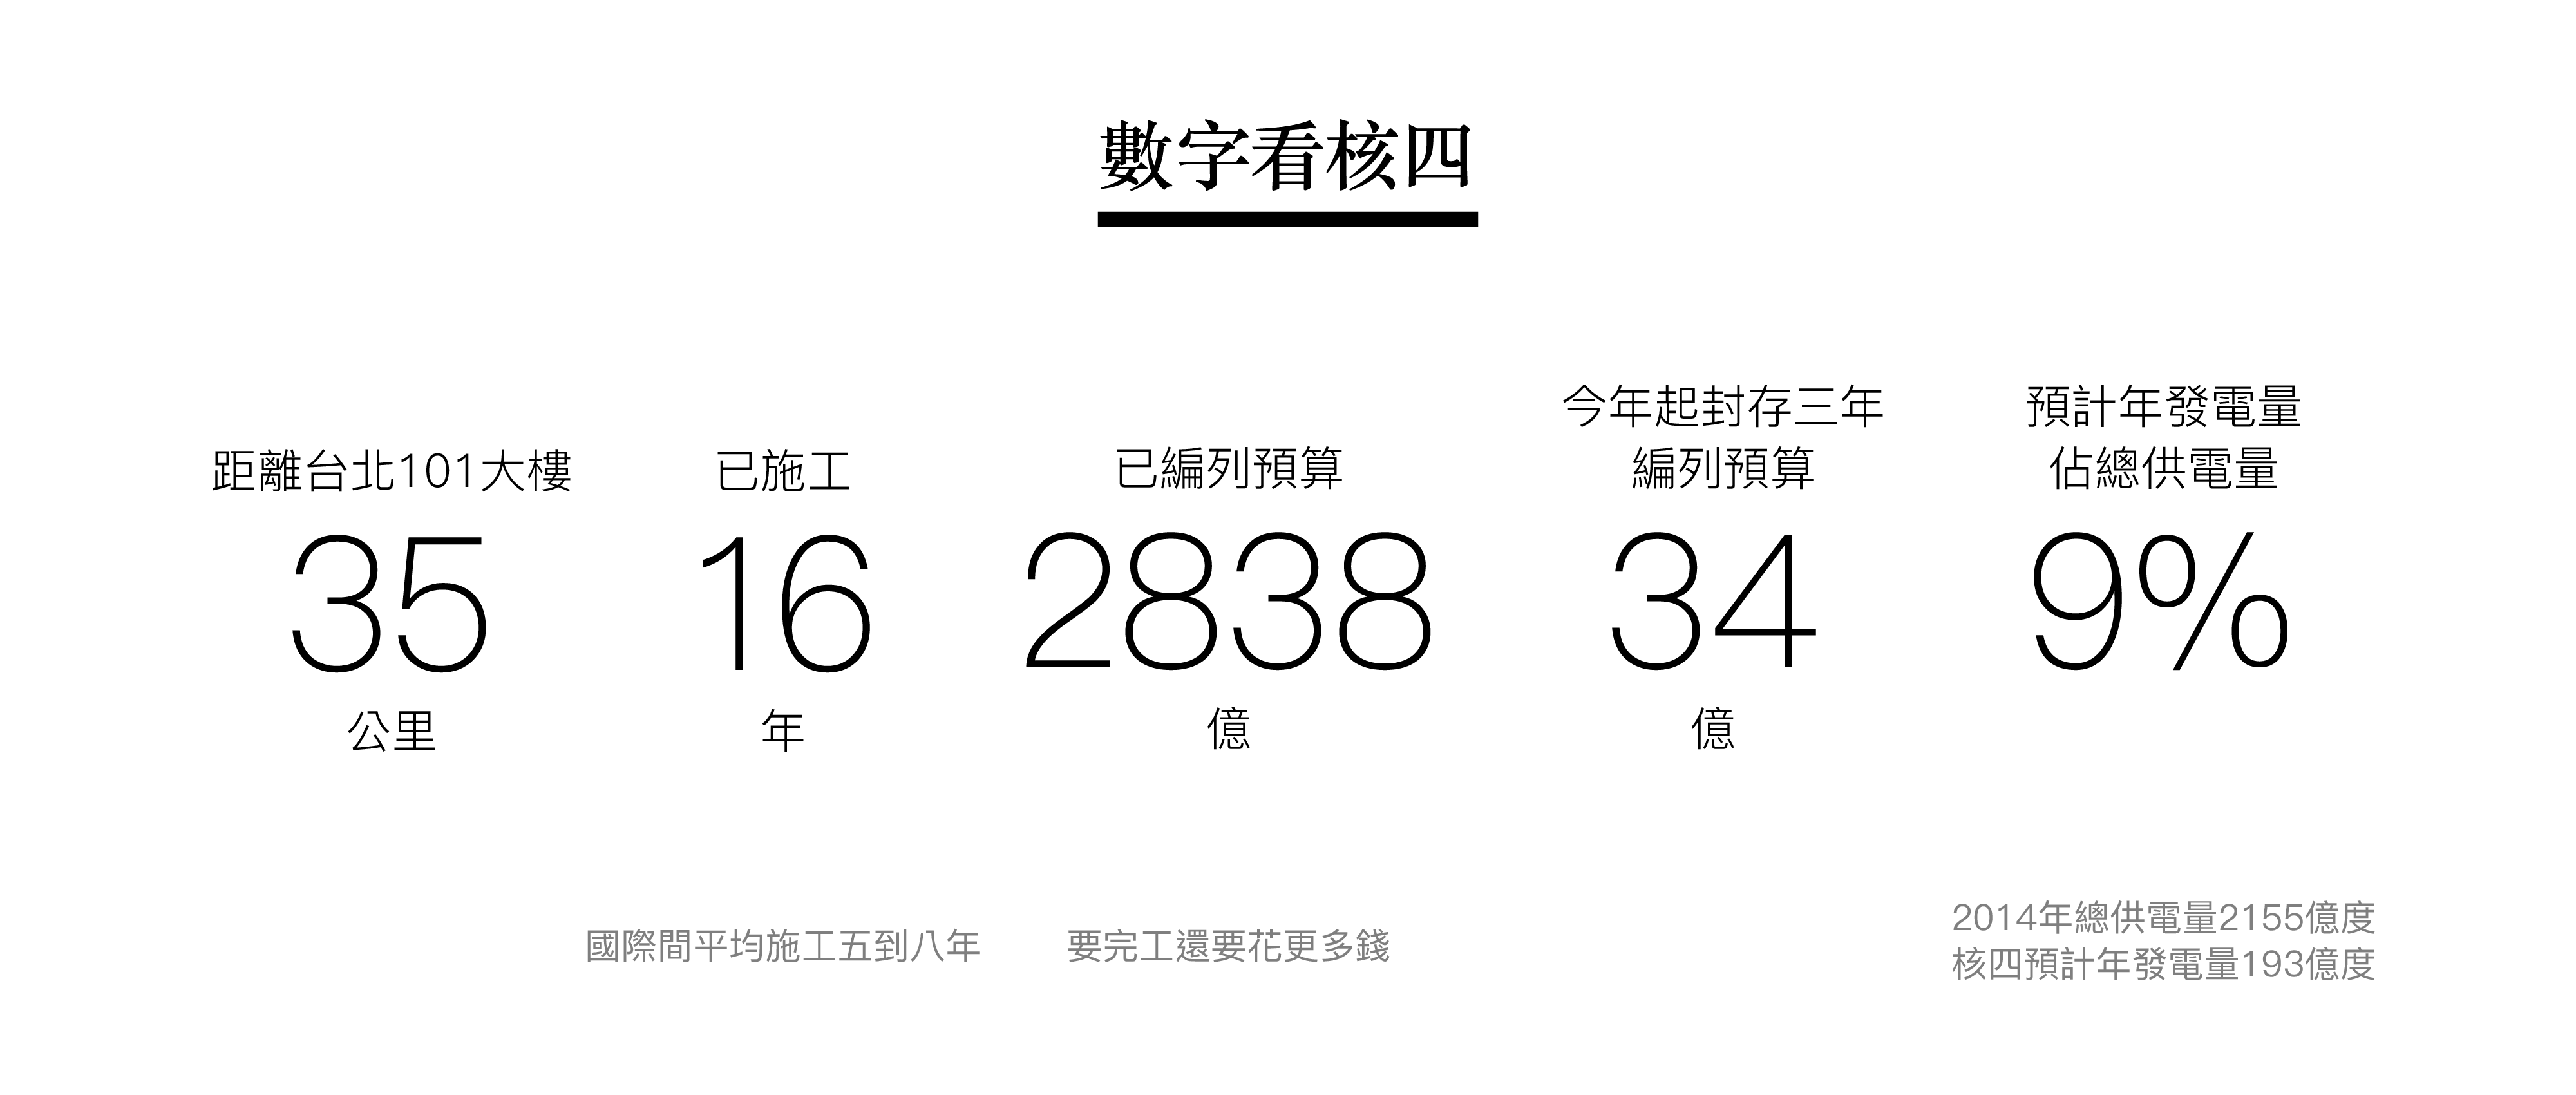 數字看核四
距離台北101大樓
35
公里
已施工
16
年
國際間平均施工五到八年
已編列預算
2838
億
要完工還要花更多錢
今年起封存三年
編列預算
34
億
預計年發電量
佔總供電量
9%
2014年總供電量2155億度
核四預計年發電量193億度